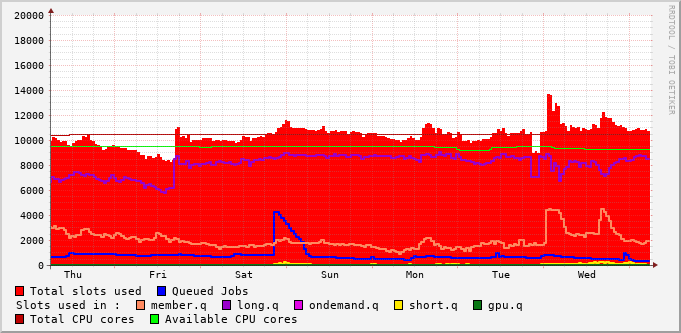 20000
18000
16000
14000
12000
10000
8000
6000
4000
2000
0
Thu Fri Sat Sun Mon Tue Wed
Total slots used Queued Jobs
Slots used in : member.q long.q ondemand.q short.q gpu.q
Total CPU cores Available CPU cores
RRDTOOL / TOBI OETIKER